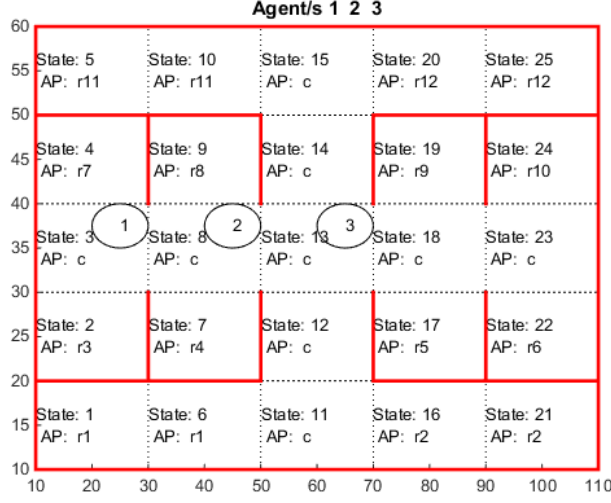 Agent/s 1 2 3
60
State: 5 State: 10 State: 15 State: 20 State: 25
55
AP: r11 AP: r11 AP: c AP: r12 AP: r12
50
State: 4 State: 9 State: 14 State: 19 State: 24
45
AP: r7 AP: r8 AP: c AP: r9 AP: r10
40
1 2 3
State: 3 State: 8 State: 13 State: 18 State: 23
35
AP: c AP: c AP: c AP: c AP: c
30
State: 2 State: 7 State: 12 State: 17 State: 22
25
AP: r3 AP: r4 AP: c AP: r5 AP: r6
20
State: 1 State: 6 State: 11 State: 16 State: 21
15
AP: r1 AP: r1 AP: c AP: r2 AP: r2
10
10 20 30 40 50 60 70 80 90 100 110